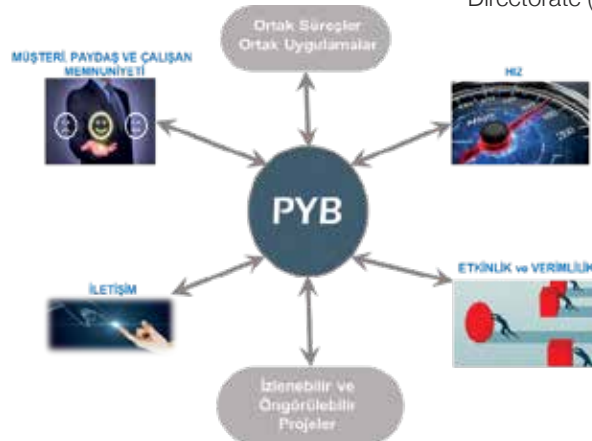 Directorate (
Ortak Süreçler
Ortak Uygulamalar
MÜŞTERİ, PAYDAŞ VE ÇALIŞAN
MEMNUNİYETİ
HIZ
PYB
İLETİŞİM
ETKİNLİK ve VERİMLİLİK
İzlenebilir ve
Öngörülebilir
Projeler